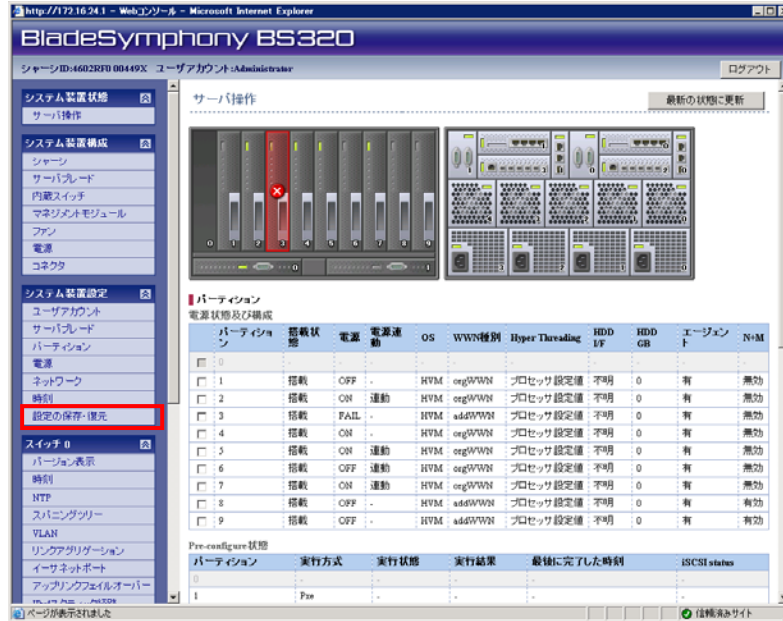 http://172.16.24.1 - Webコンソール - Microsoft Internet Explorer
BladeSymphony BS320
シャーシID:4602RF0 00449X ユーザアカウント:Administrator
ログアウト
システム装置状態
サーバ操作
システム装置構成
シャーシ
サーバブレード
内蔵スイッチ
マネジメントモジュール
ファン
電源
コネクタ
システム装置設定
ユーザアカウント
サーバブレード
パーティション
電源
ネットワーク
時刻
設定の保存・復元
スイッチ 0
バージョン表示
時刻
NTP
スパニングツリー
VLAN
リンクアグリゲーション
イーサネットポート
アップリンクフェイルオーバー
サーバ操作
最新の状態に更新
0 1 2 3 4 5 6 7 8 9
0 1
パーティション
電源状態及び構成
パーティション 搭載状態 電源 電源連動 OS WWN種別 Hyper Threading HDD I/F HDD GB エージェント N+M
0 - - - - - - - - - -
1 搭載 OFF - HVM orgWWN プロセッサ設定値 不明 0 有 無効
2 搭載 ON 連動 HVM orgWWN プロセッサ設定値 不明 0 有 無効
3 搭載 FAIL - HVM addWWN プロセッサ設定値 不明 0 有 無効
4 搭載 ON - HVM orgWWN プロセッサ設定値 不明 0 有 無効
5 搭載 ON 連動 HVM orgWWN プロセッサ設定値 不明 0 有 無効
6 搭載 OFF 連動 HVM orgWWN プロセッサ設定値 不明 0 有 無効
7 搭載 ON 連動 HVM orgWWN プロセッサ設定値 不明 0 有 無効
8 搭載 OFF - HVM addWWN プロセッサ設定値 不明 0 有 有効
9 搭載 OFF - HVM addWWN プロセッサ設定値 不明 0 有 有効
Pre-configure状態
パーティション 実行方式 実行状態 実行結果 最後に完了した時刻 iSCSI status
0 - - - - -
1 Pre - - - -
ページが表示されました
信頼済みサイト